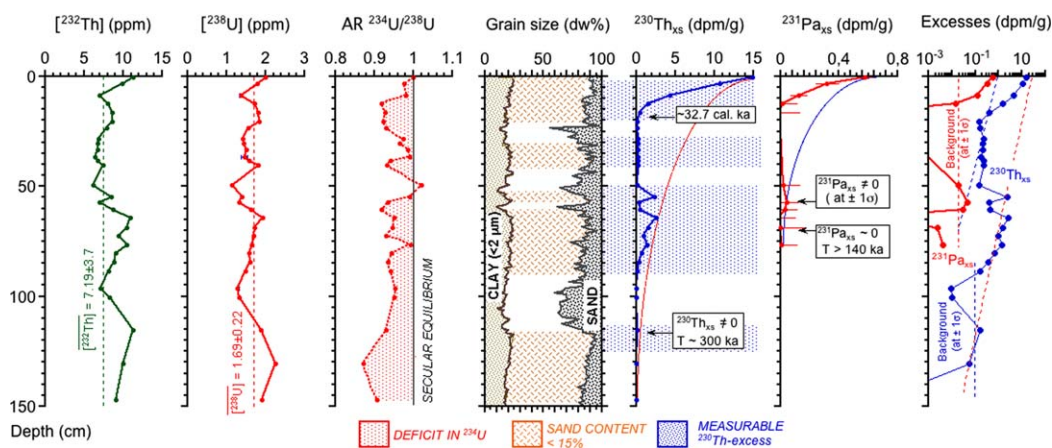 [²³²Th] (ppm)
[²³⁸U] (ppm)
AR ²³⁴U/²³⁸U
Grain size (dw%)
²³⁰Thxs (dpm/g)
²³¹Paxs (dpm/g)
Excesses (dpm/g)
0 5 10 15
0 1 2 3
0.8 0.9 1 1.1
0 20 40 60 80 100
0 5 10 15
0 0,4 0,8
10⁻³ 10⁻¹ 10¹
0
50
100
150
Depth (cm)
[²³²Th] = 7.19±3.7
[²³⁸U] = 1.69±0.22
SECULAR EQUILIBRIUM
CLAY (<2 µm)
SAND
~32.7 cal. ka
²³⁰Thxs ≠ 0
T ~ 300 ka
²³¹Paxs ≠ 0
( at ± 1σ)
²³¹Paxs ~ 0
T > 140 ka
Background
(at ± 1σ)
²³⁰Thxs
²³¹Paxs
Background
(at ± 1σ)
DEFICIT IN ²³⁴U
SAND CONTENT
< 15%
MEASURABLE
²³⁰Th-excess